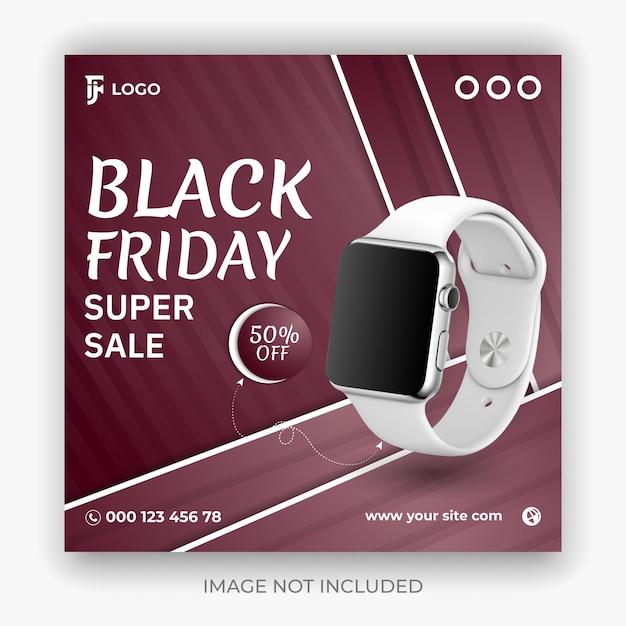 LOGO
BLACK
FRIDAY
SUPER
SALE
50%
OFF
000 123 456 78
www.your site.com
IMAGE NOT INCLUDED